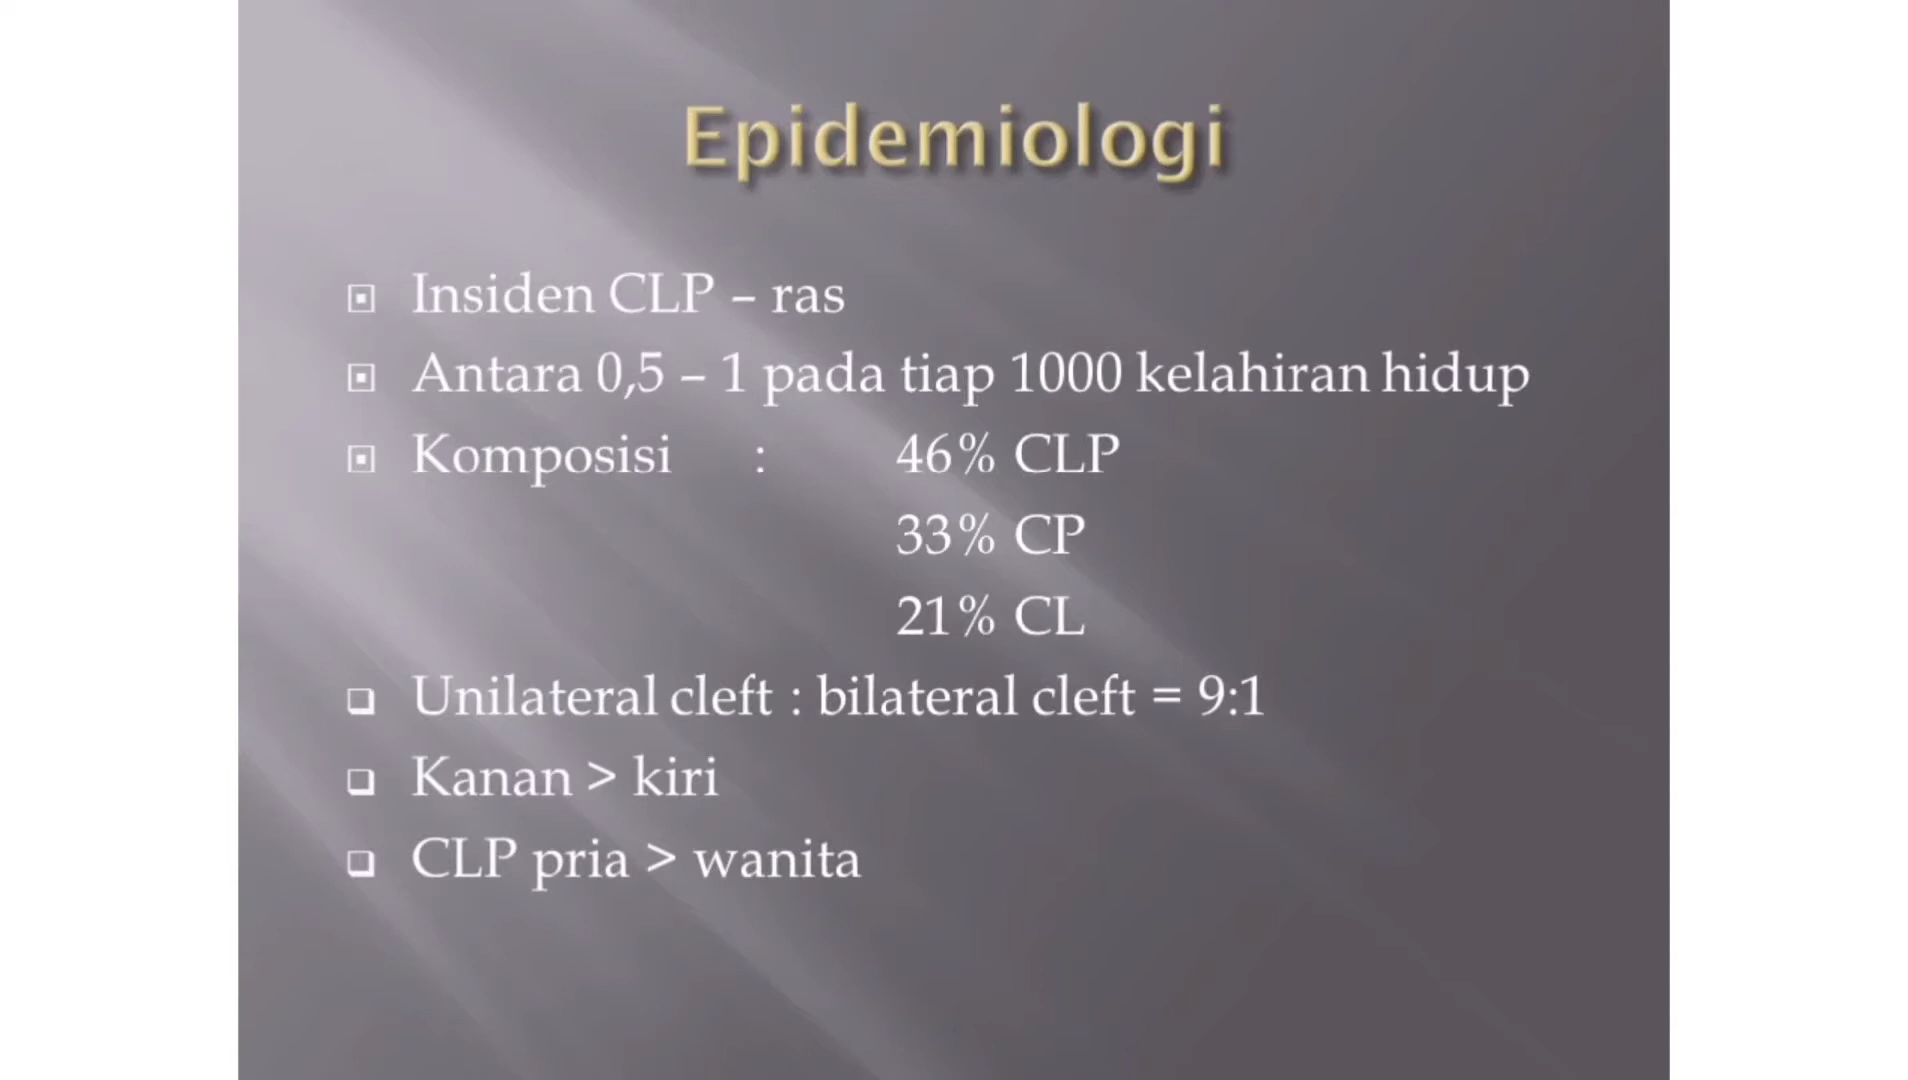 Epidemiologi
Insiden CLP – ras
Antara 0,5 – 1 pada tiap 1000 kelahiran hidup
Komposisi : 46% CLP
33% CP
21% CL
Unilateral cleft : bilateral cleft = 9:1
Kanan > kiri
CLP pria > wanita